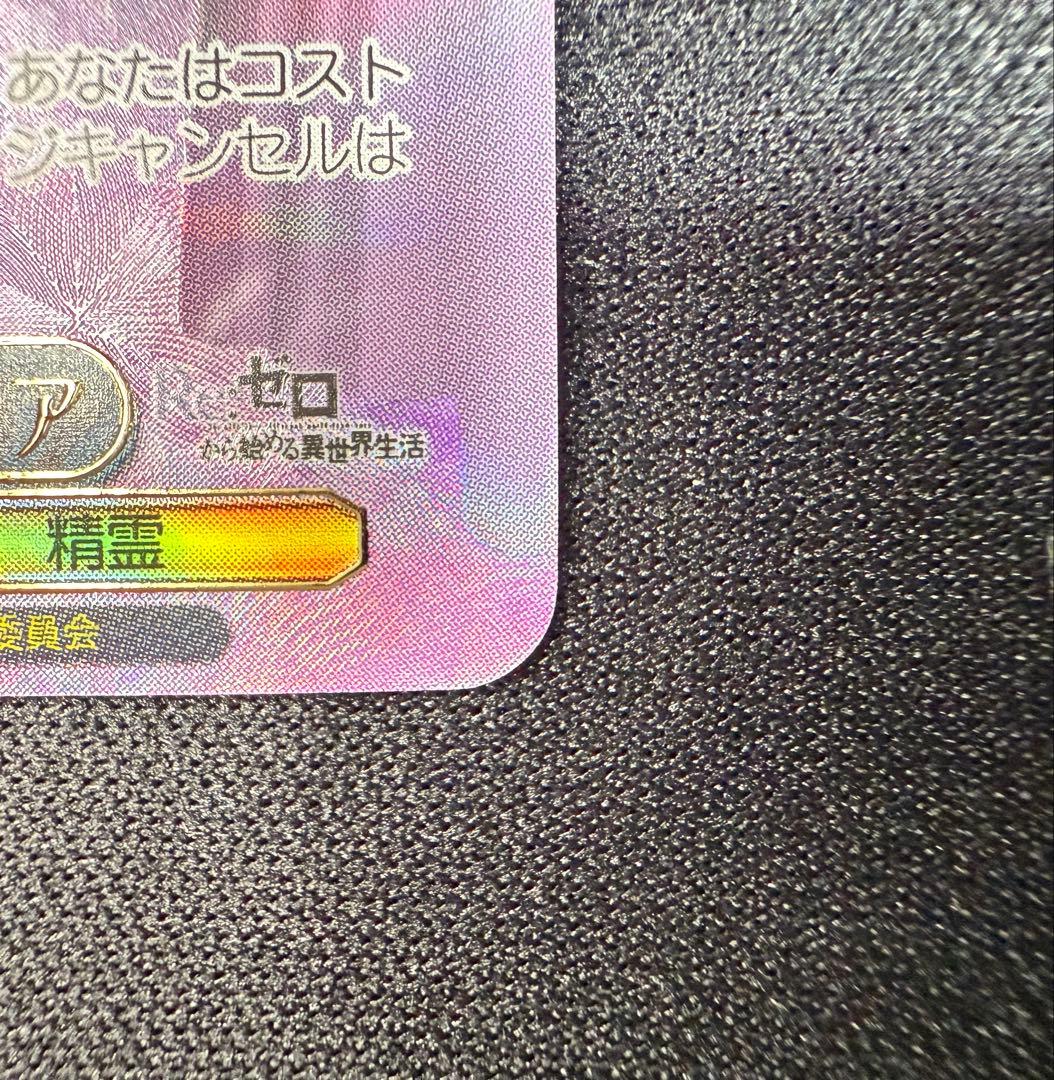 あなたはコスト
ジキャンセルは
ア
Re:ゼロ
から始める異世界生活
精霊
委員会